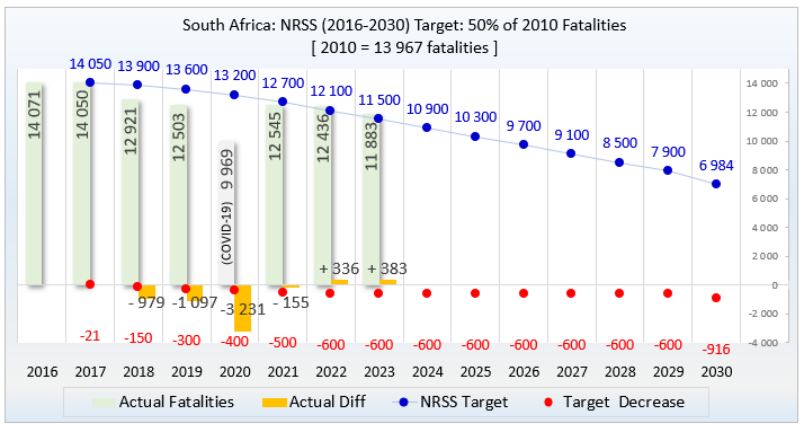 South Africa: NRSS (2016-2030) Target: 50% of 2010 Fatalities
[ 2010 = 13 967 fatalities ]
14 050 13 900 13 600 13 200 12 700 12 100 11 500 10 900 10 300 9 700 9 100 8 500 7 900 6 984
14 071 14 050 12 921 12 503 (COVID-19) 9 969 12 545 12 436 11 883
14 000
12 000
10 000
8 000
6 000
4 000
2 000
0
-2 000
-4 000
- 979 -1 097 -3 231 - 155 + 336 + 383
-21 -150 -300 -400 -500 -600 -600 -600 -600 -600 -600 -600 -600 -916
2016 2017 2018 2019 2020 2021 2022 2023 2024 2025 2026 2027 2028 2029 2030
Actual Fatalities Actual Diff NRSS Target Target Decrease